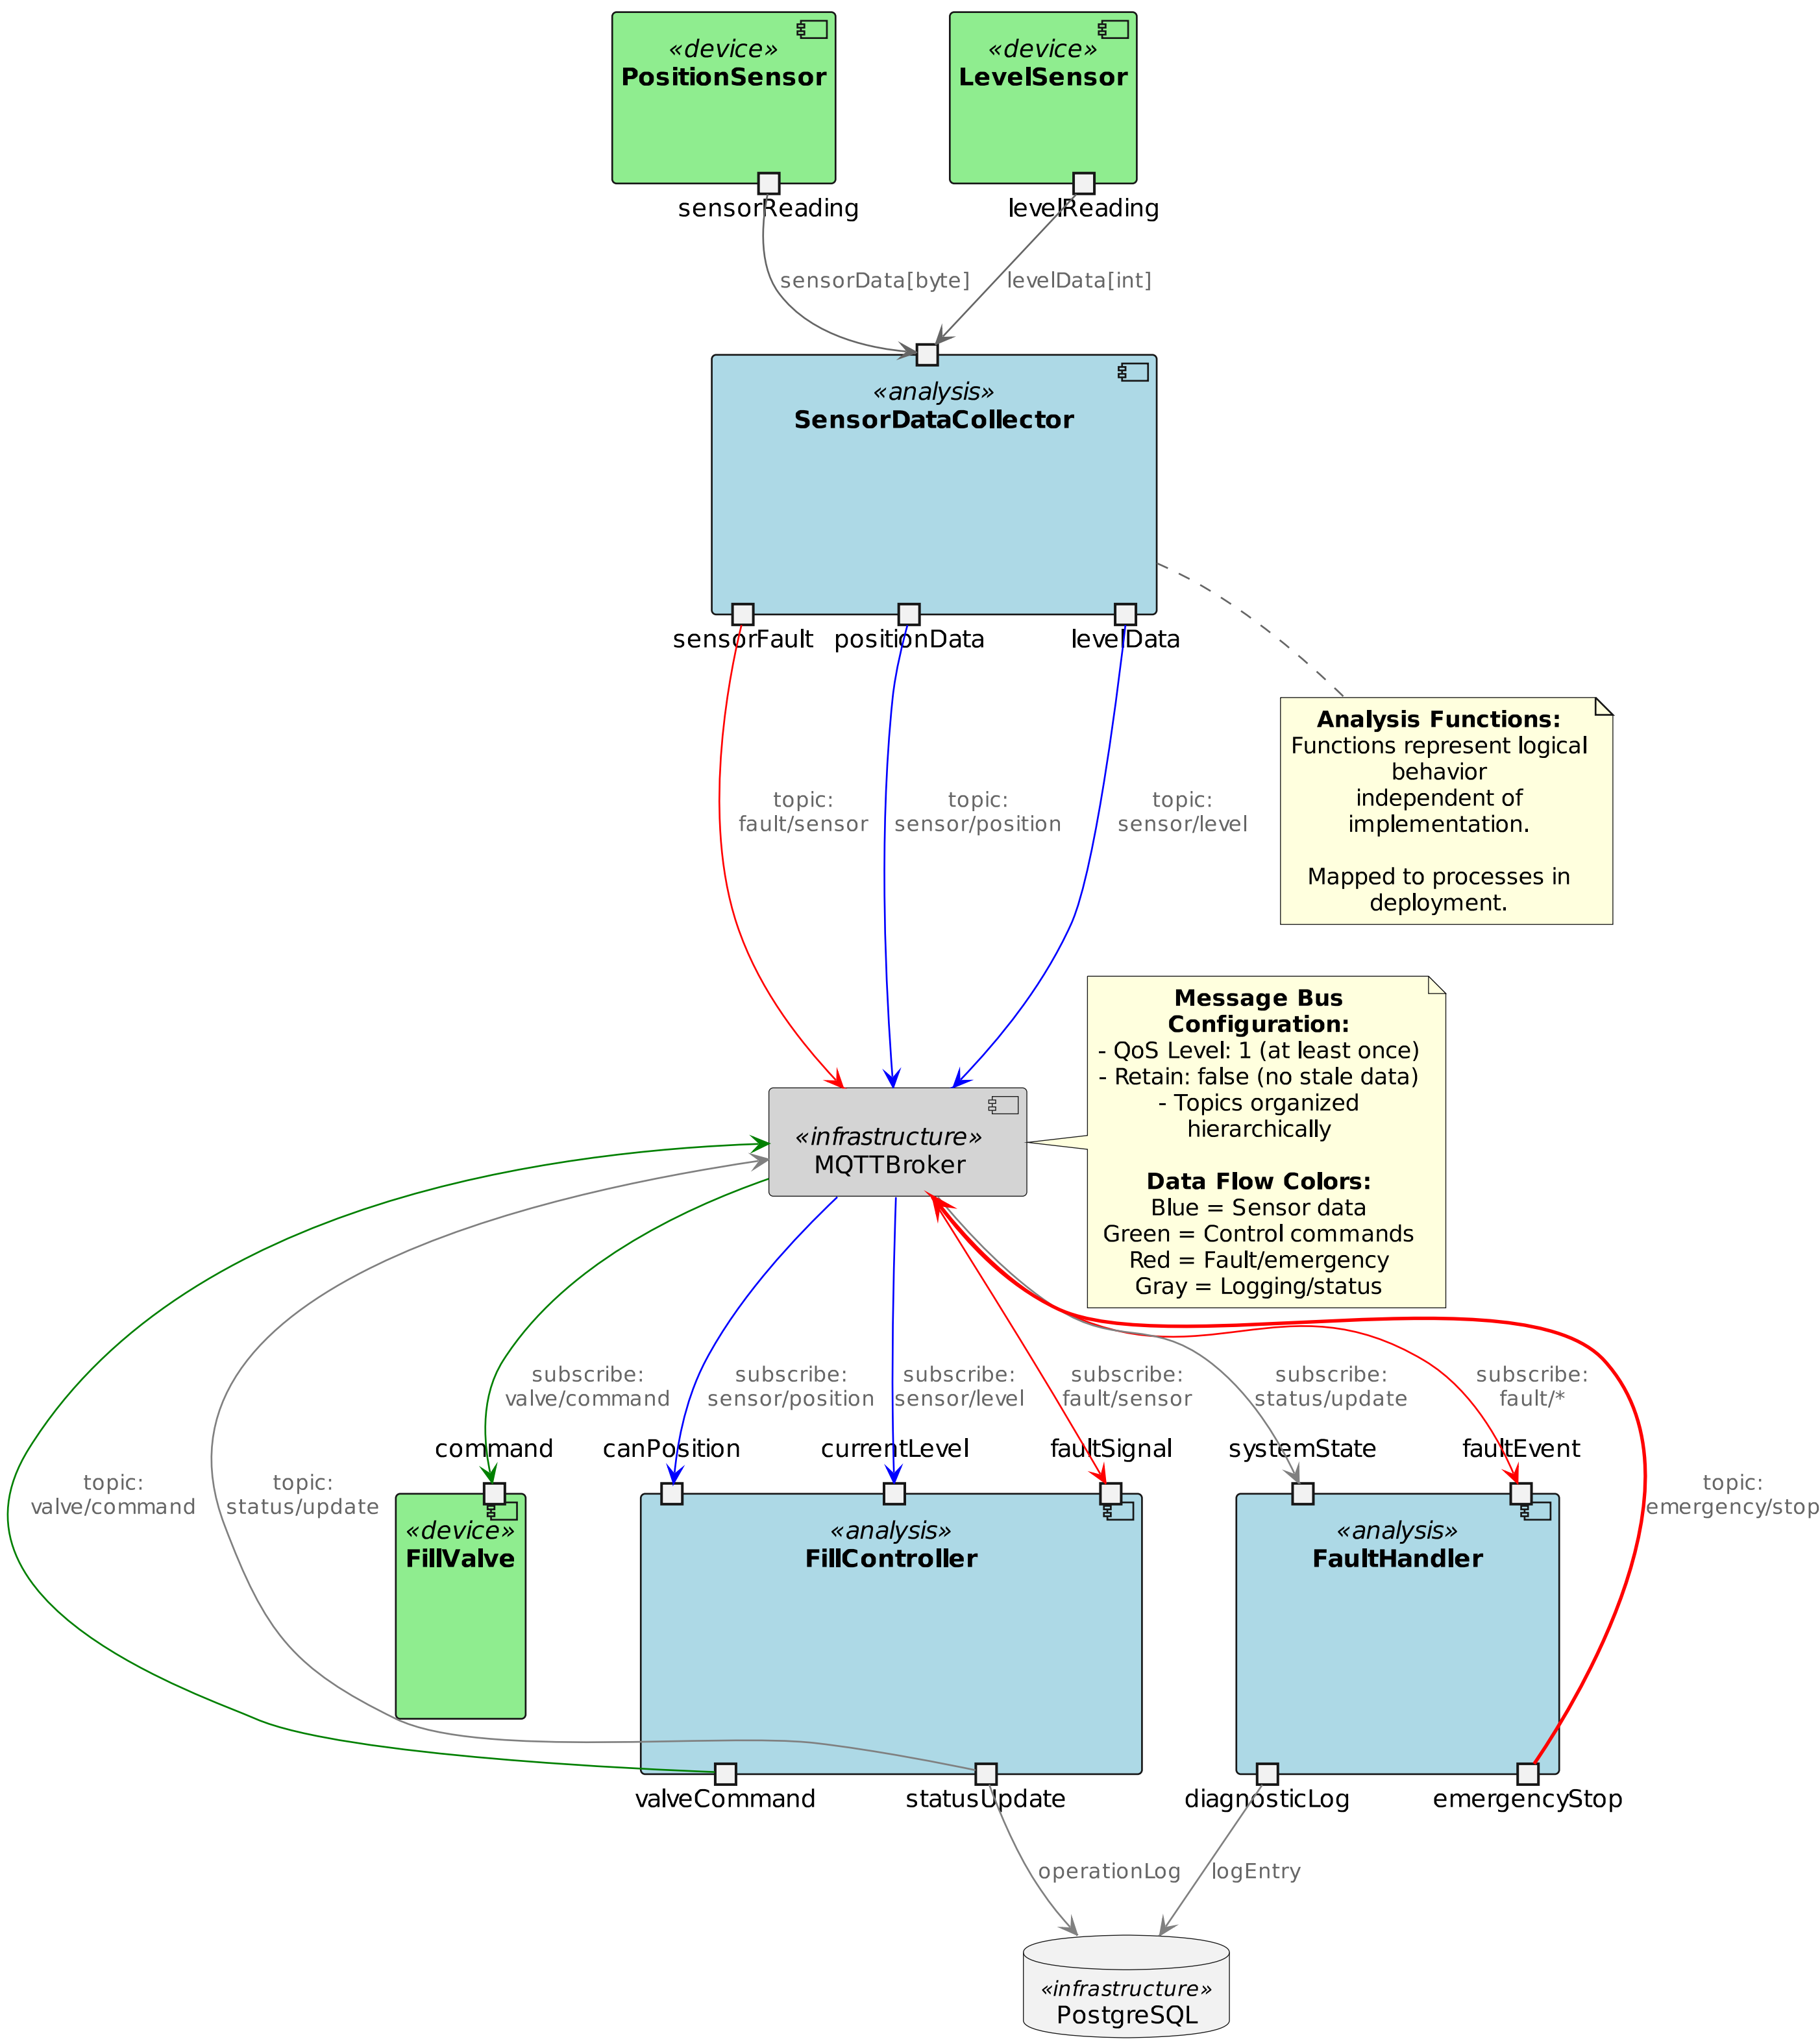 «device»
PositionSensor
«device»
LevelSensor
sensorReading
levelReading
sensorData[byte]
levelData[int]
«analysis»
SensorDataCollector
sensorFault
positionData
levelData
Analysis Functions:
Functions represent logical
behavior
independent of
implementation.
Mapped to processes in
deployment.
topic:
fault/sensor
topic:
sensor/position
topic:
sensor/level
Message Bus
Configuration:
- QoS Level: 1 (at least once)
- Retain: false (no stale data)
- Topics organized
hierarchically
Data Flow Colors:
Blue = Sensor data
Green = Control commands
Red = Fault/emergency
Gray = Logging/status
«infrastructure»
MQTTBroker
subscribe:
valve/command
subscribe:
sensor/position
subscribe:
sensor/level
subscribe:
fault/sensor
subscribe:
status/update
subscribe:
fault/*
command
canPosition
currentLevel
faultSignal
systemState
faultEvent
topic:
valve/command
topic:
status/update
topic:
emergency/stop
«device»
FillValve
«analysis»
FillController
«analysis»
FaultHandler
valveCommand
statusUpdate
diagnosticLog
emergencyStop
operationLog
logEntry
«infrastructure»
PostgreSQL